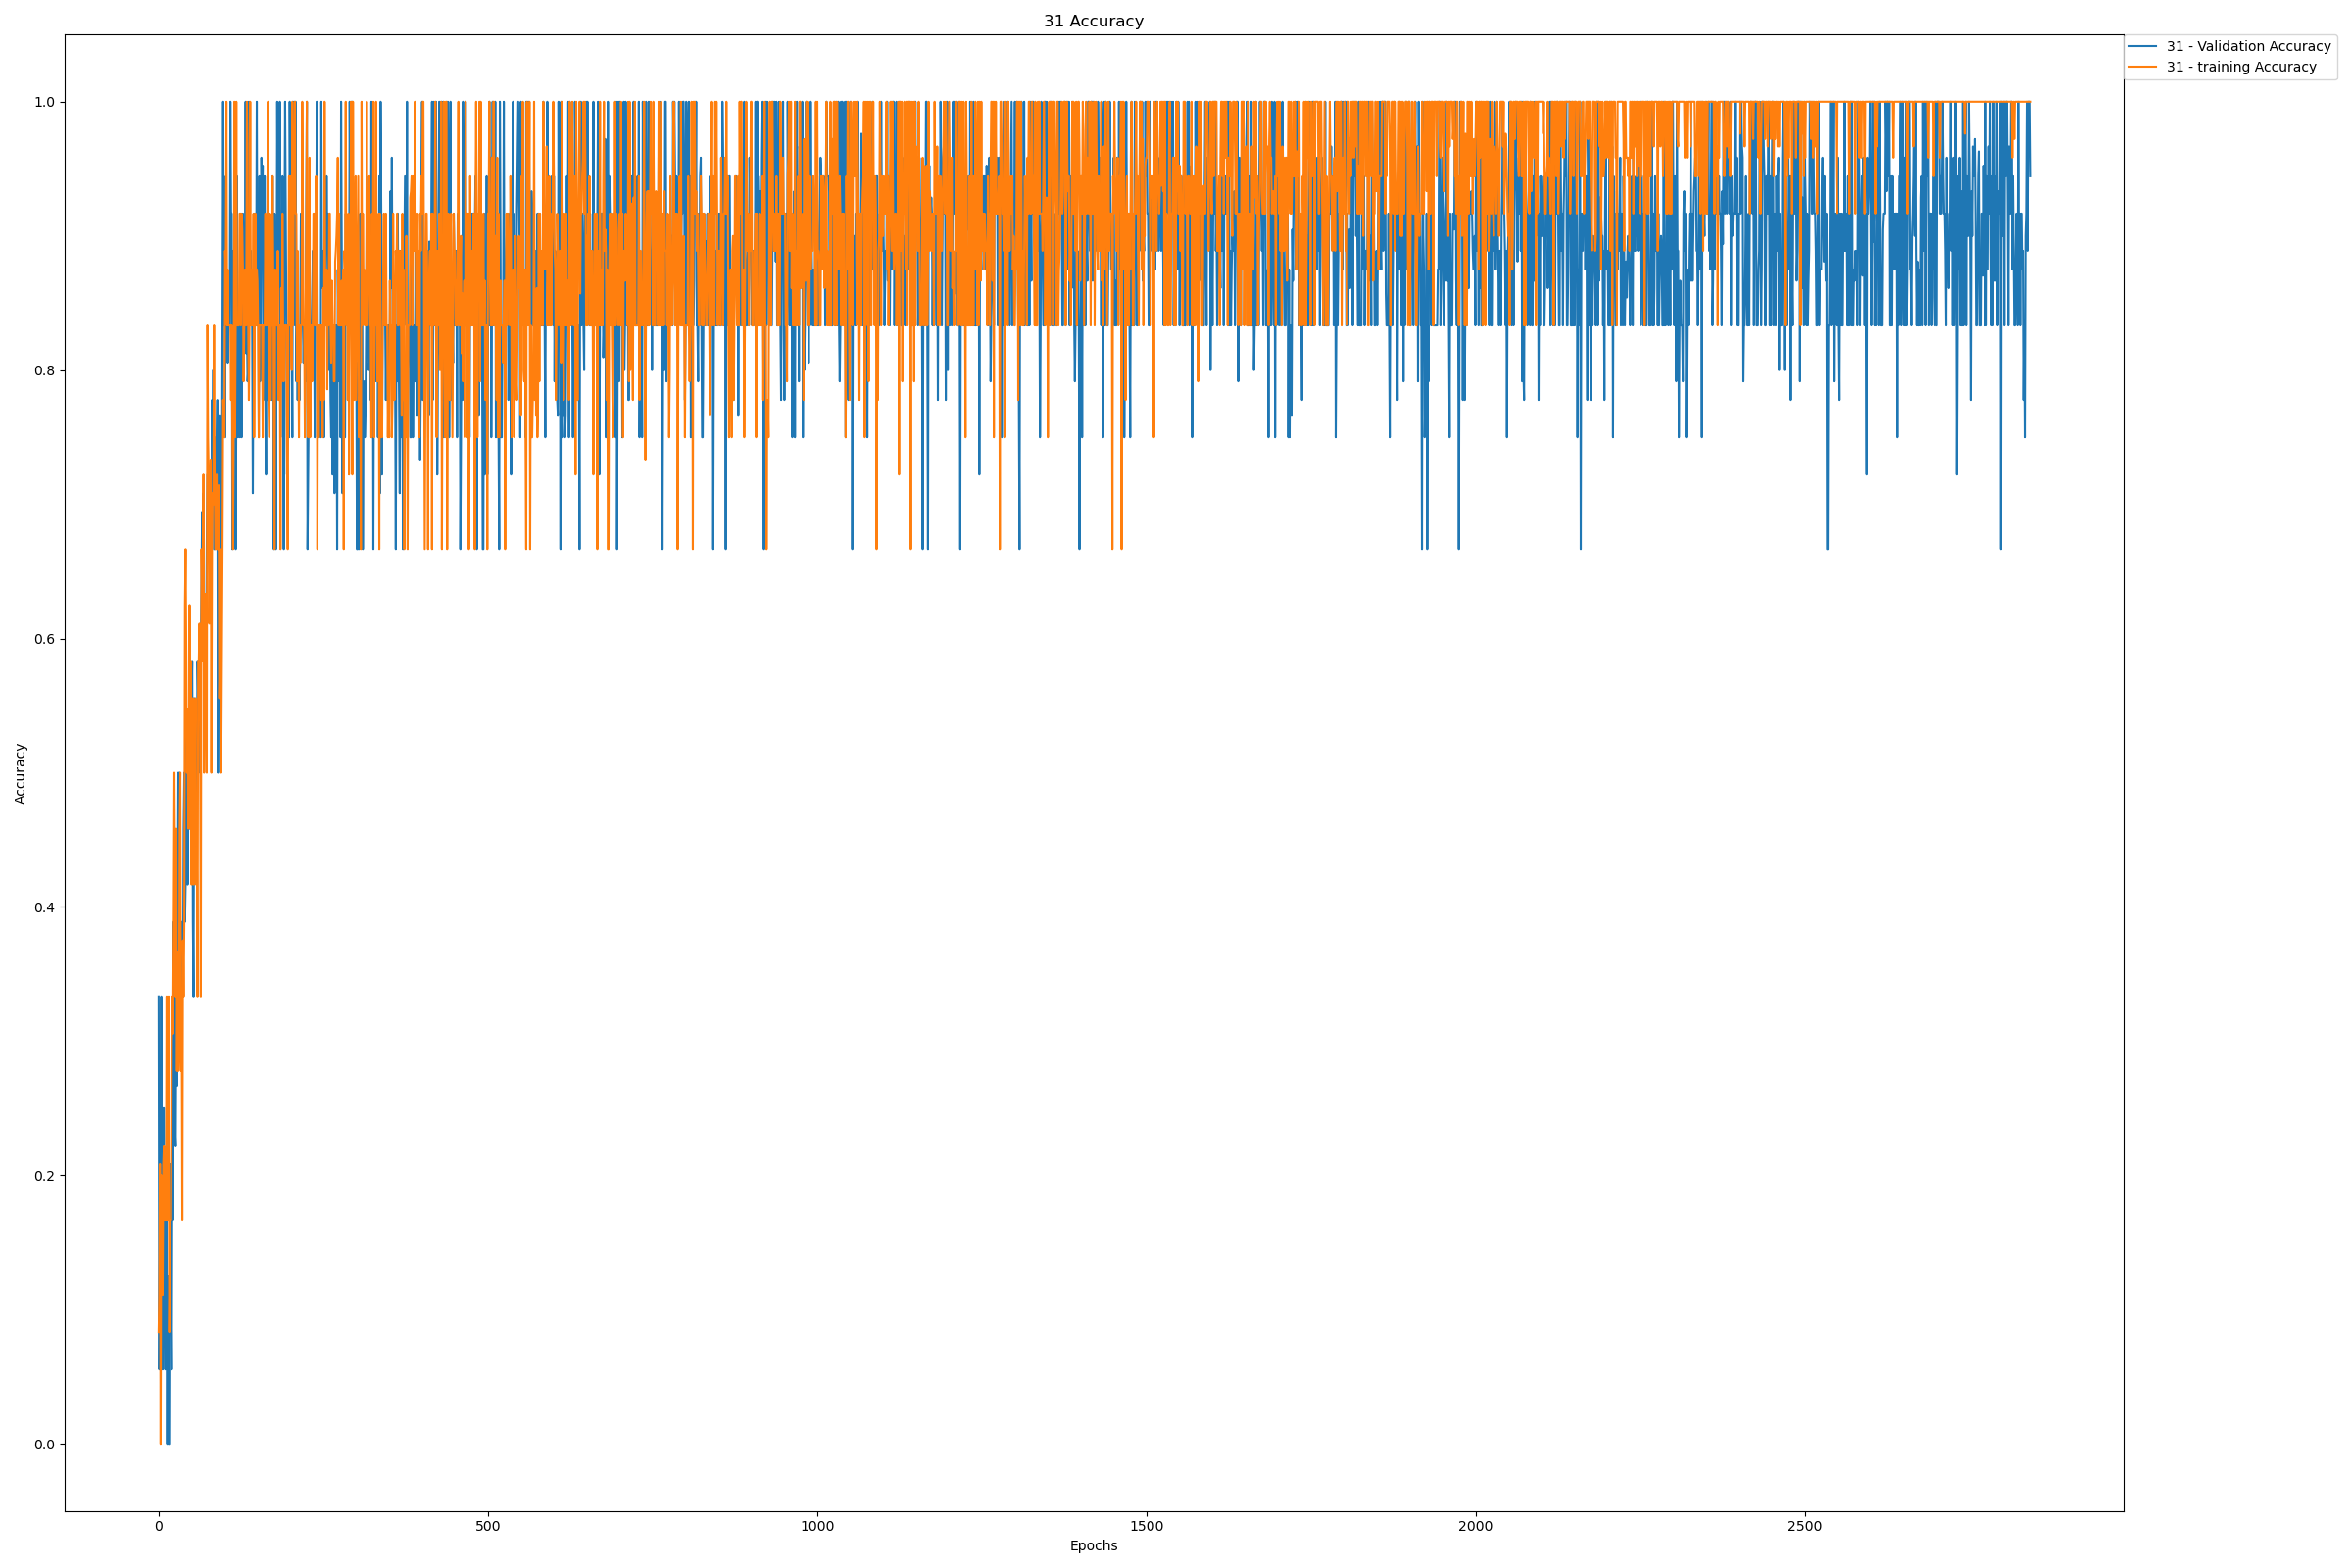 31 Accuracy
31 - Validation Accuracy
31 - training Accuracy
1.0
0.8
0.6
0.4
0.2
0.0
Accuracy
0 500 1000 1500 2000 2500
Epochs